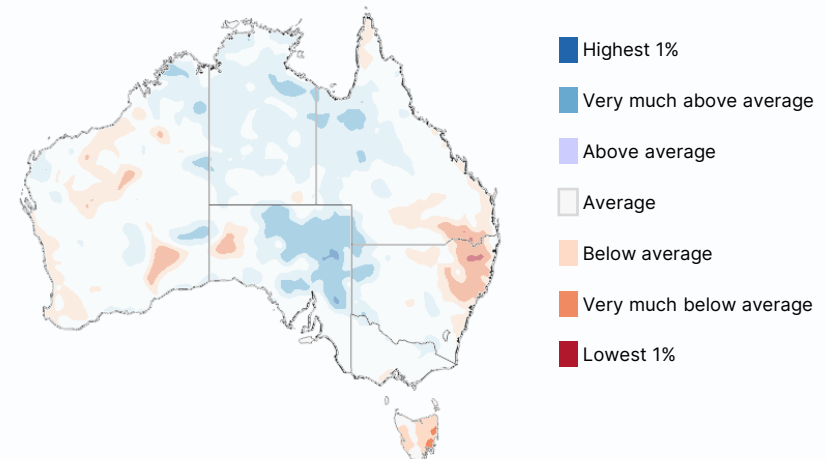 Highest 1%
Very much above average
Above average
Average
Below average
Very much below average
Lowest 1%